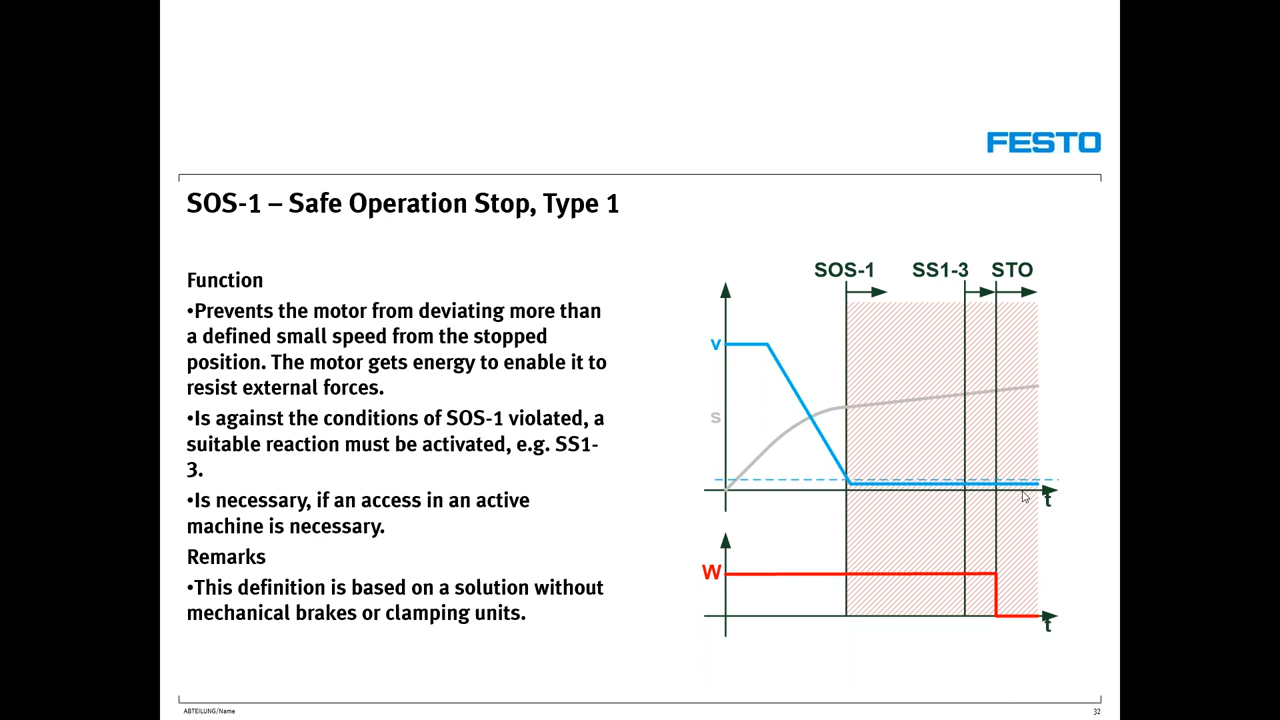 FESTO
SOS-1 – Safe Operation Stop, Type 1
Function
•Prevents the motor from deviating more than
a defined small speed from the stopped
position. The motor gets energy to enable it to
resist external forces.
•Is against the conditions of SOS-1 violated, a
suitable reaction must be activated, e.g. SS1-
3.
•Is necessary, if an access in an active
machine is necessary.
Remarks
•This definition is based on a solution without
mechanical brakes or clamping units.
SOS-1 SS1-3 STO
v
s
t
W
t
ABTEILUNG/Name
32